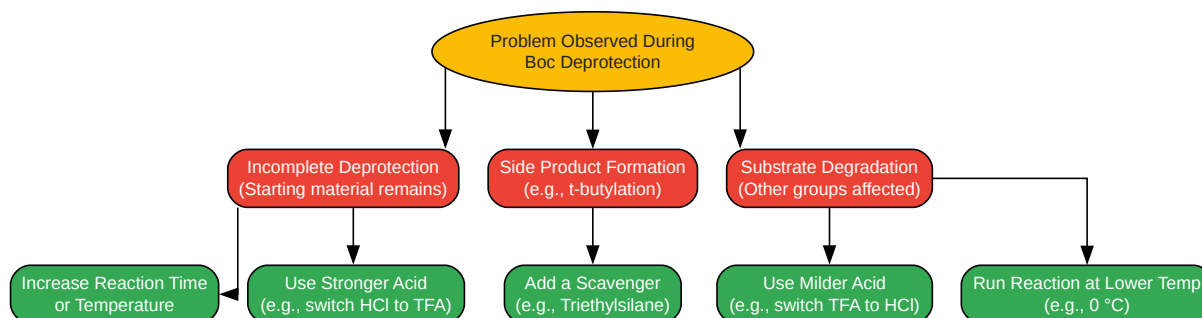 Problem Observed During
Boc Deprotection
Incomplete Deprotection
(Starting material remains)
Side Product Formation
(e.g., t-butylation)
Substrate Degradation
(Other groups affected)
Increase Reaction Time
or Temperature
Use Stronger Acid
(e.g., switch HCl to TFA)
Add a Scavenger
(e.g., Triethylsilane)
Use Milder Acid
(e.g., switch TFA to HCl)
Run Reaction at Lower Temp
(e.g., 0 °C)